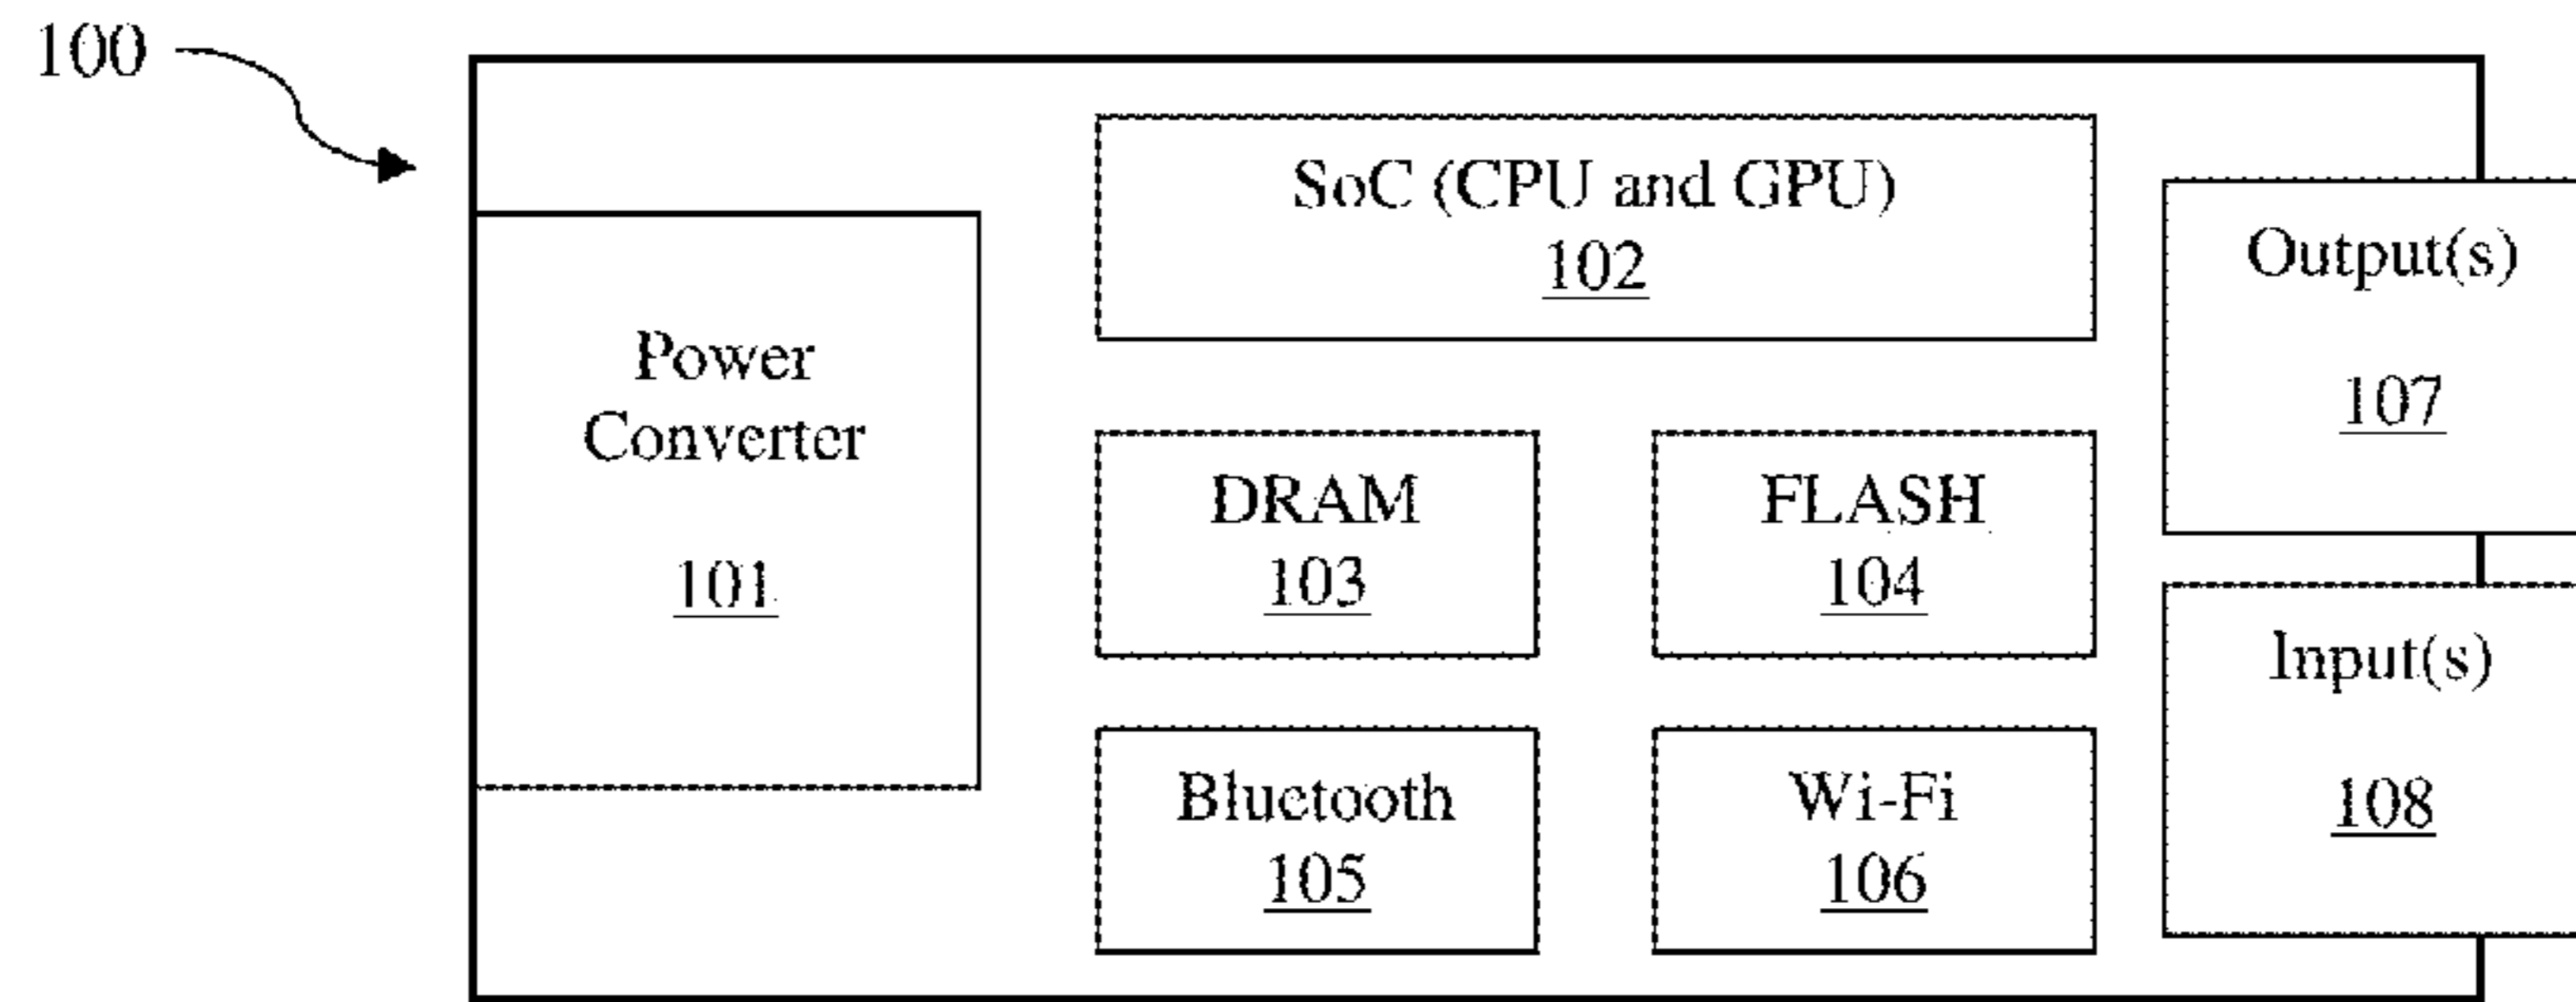 100
SoC (CPU and GPU)
102
Output(s)
107
Power
Converter
101
DRAM
103
FLASH
104
Input(s)
108
Bluetooth
105
Wi-Fi
106